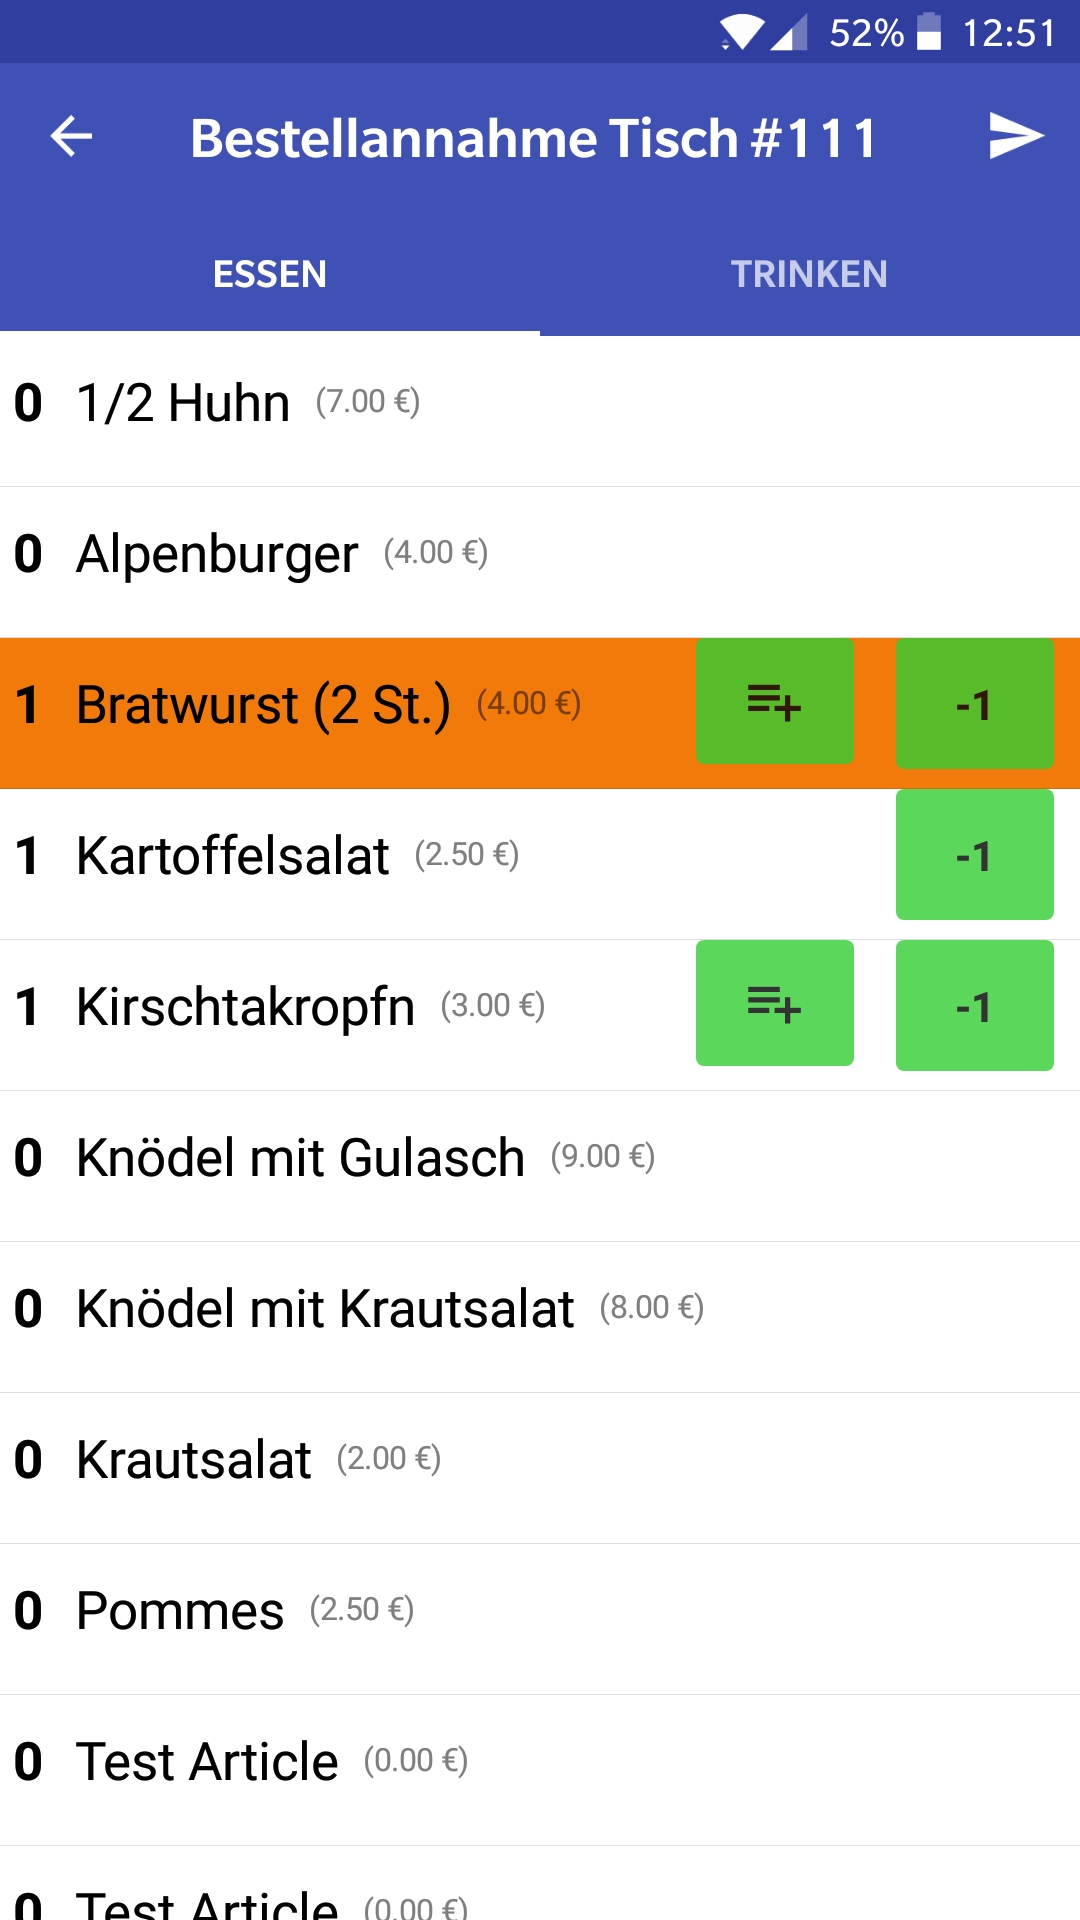 52% 12:51
Bestellannahme Tisch #111
ESSEN TRINKEN
0 1/2 Huhn (7.00 €)
0 Alpenburger (4.00 €)
1 Bratwurst (2 St.) (4.00 €) -1
1 Kartoffelsalat (2.50 €) -1
1 Kirschtakropfn (3.00 €) -1
0 Knödel mit Gulasch (9.00 €)
0 Knödel mit Krautsalat (8.00 €)
0 Krautsalat (2.00 €)
0 Pommes (2.50 €)
0 Test Article (0.00 €)
0 Test Article (0.00 €)